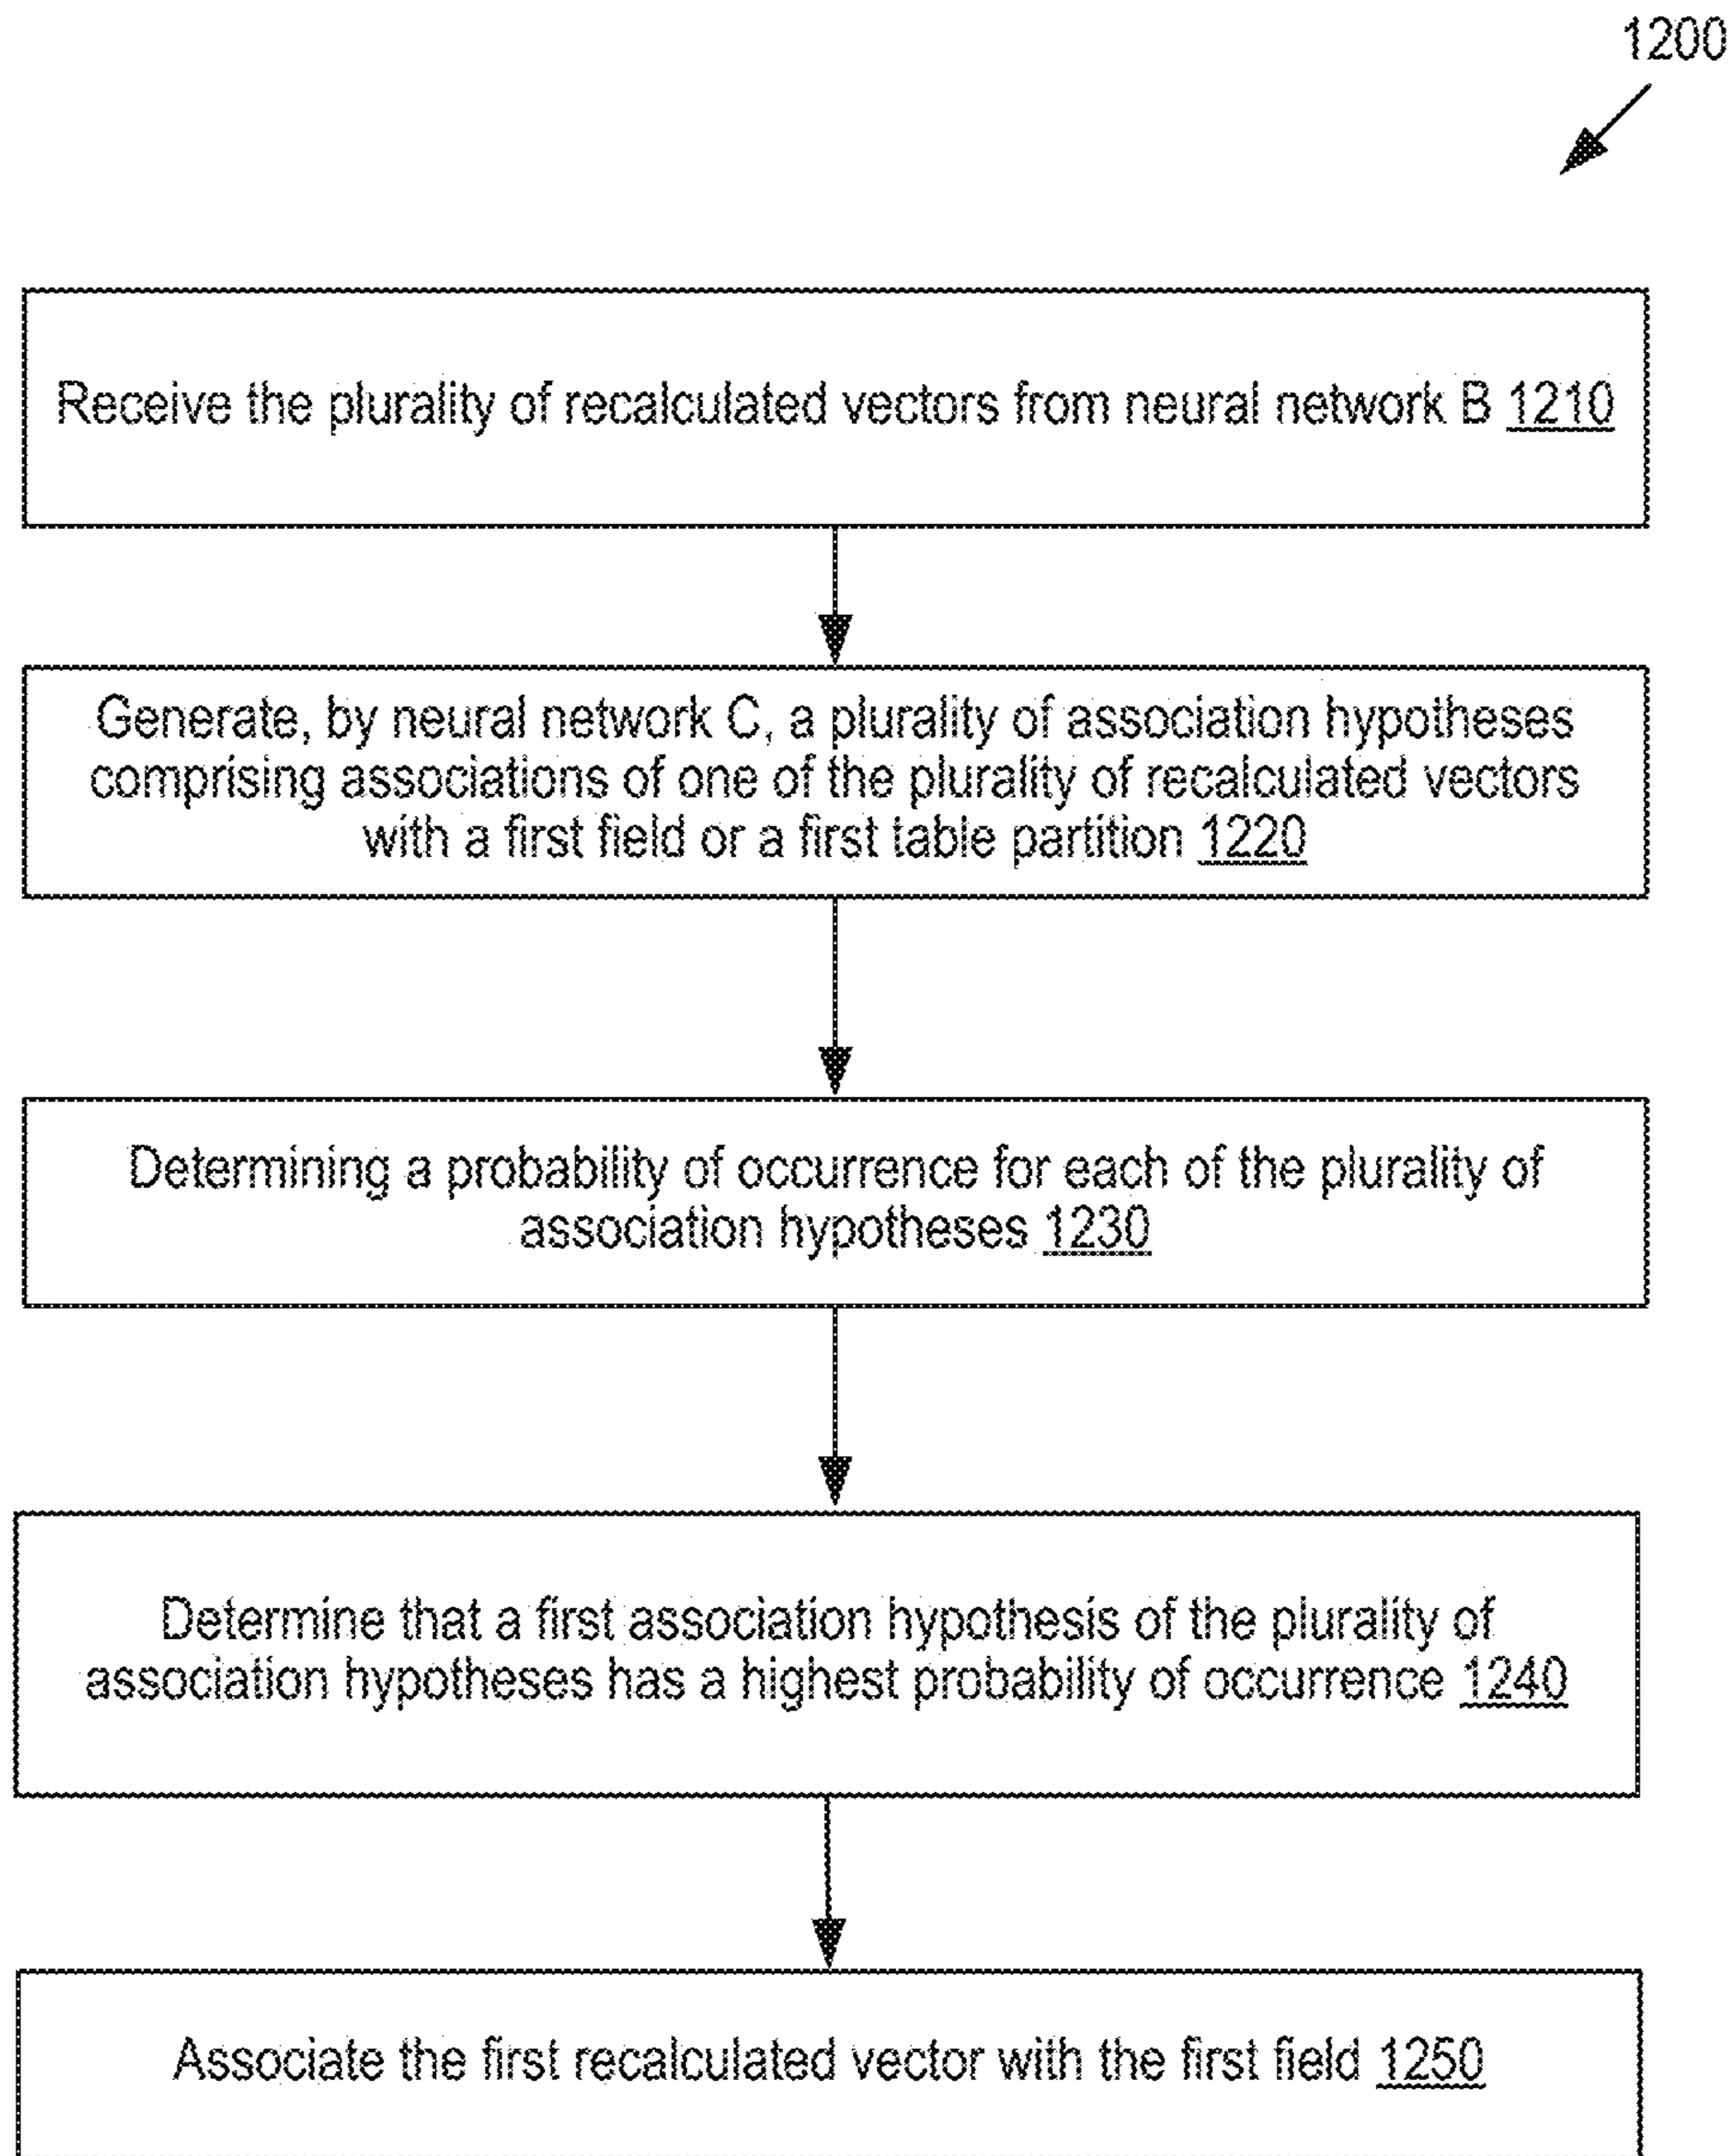 1200
Receive the plurality of recalculated vectors from neural network B 1210
Generate, by neural network C, a plurality of association hypotheses
comprising associations of one of the plurality of recalculated vectors
with a first field or a first table partition 1220
Determining a probability of occurrence for each of the plurality of
association hypotheses 1230
Determine that a first association hypothesis of the plurality of
association hypotheses has a highest probability of occurrence 1240
Associate the first recalculated vector with the first field 1250